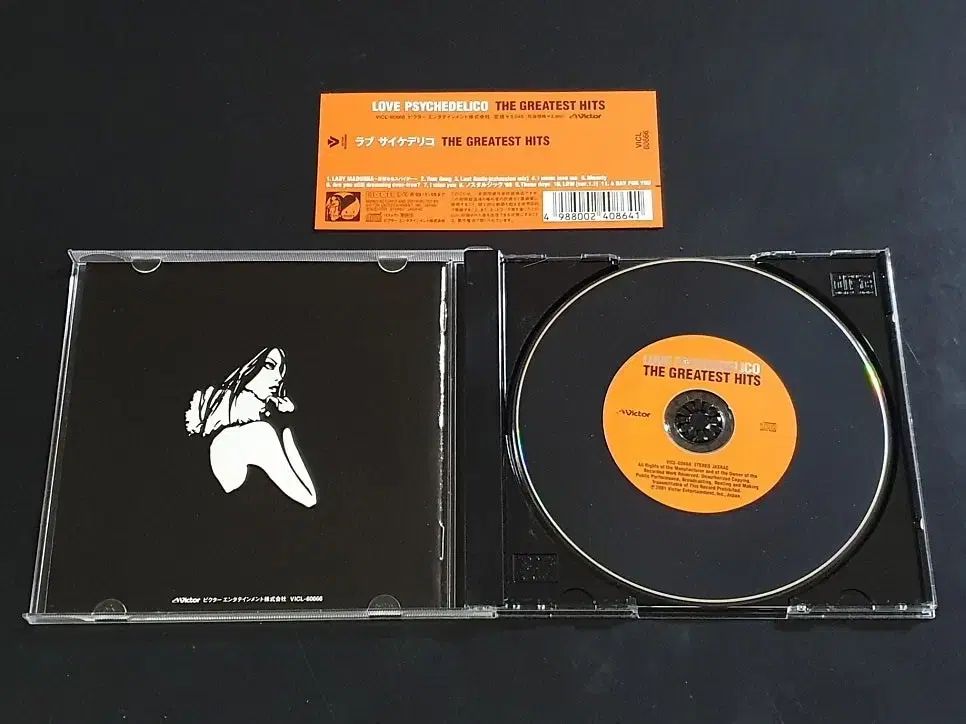 LOVE PSYCHEDELICO THE GREATEST HITS
VICL-60666 ビクター エンタテインメント株式会社 Victor
ラブ サイケデリコ THE GREATEST HITS
VICL
60666
1. LADY MADONNA 2. Your Song 3. Last Smile 4. I mean love me 5. Moonly
6. Are you still dreaming ever-free? 7. I miss you 8. ノスタルジック '69 9. These days 10. LOW 11. A DAY FOR YOU
4 988002 408641
THE GREATEST HITS
Victor
VICL-60666 STEREO JASRAC
All Rights of the Manufacturer and of the Owner of the
Recorded Work Reserved. Unauthorized Copying,
Public Performance, Broadcasting, Renting and Making
Transmittable of This Record Prohibited.
℗2001 Victor Entertainment, Inc., Japan.
Victor ビクター エンタテインメント株式会社 VICL-60666